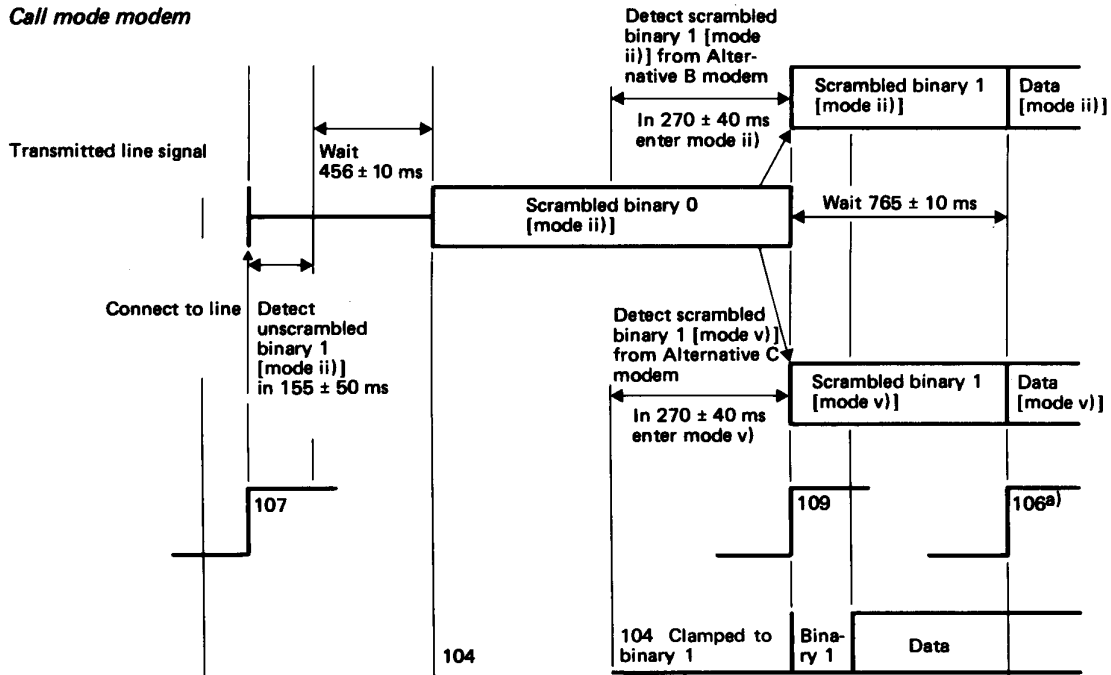 Call mode modem
Detect scrambled
binary 1 [mode
ii)] from Alter-
native B modem
In 270 ± 40 ms
enter mode ii)
Scrambled binary 1
[mode ii)]
Data
[mode ii)]
Transmitted line signal
Wait
456 ± 10 ms
Scrambled binary 0
[mode ii)]
Wait 765 ± 10 ms
Connect to line
Detect
unscrambled
binary 1
[mode ii)]
in 155 ± 50 ms
Detect scrambled
binary 1 [mode v)]
from Alternative C
modem
In 270 ± 40 ms
enter mode v)
Scrambled binary 1
[mode v)]
Data
[mode v)]
107
109
106a)
104
104 Clamped to
binary 1
Bina-
ry 1
Data